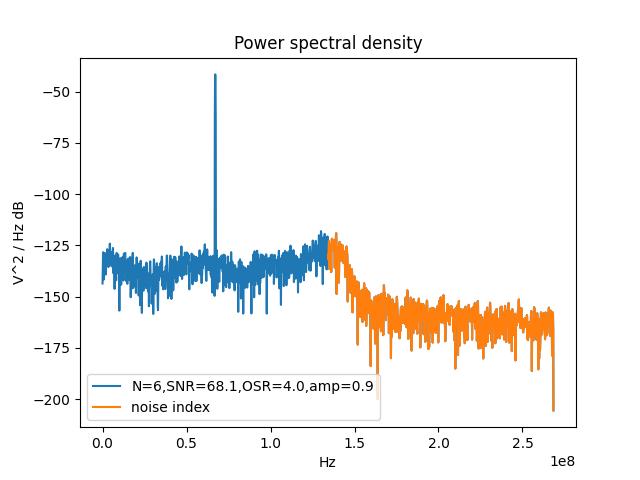 Power spectral density
V^2 / Hz dB
−50
−75
−100
−125
−150
−175
−200
N=6,SNR=68.1,OSR=4.0,amp=0.9
noise index
0.0 0.5 1.0 1.5 2.0 2.5
1e8
Hz